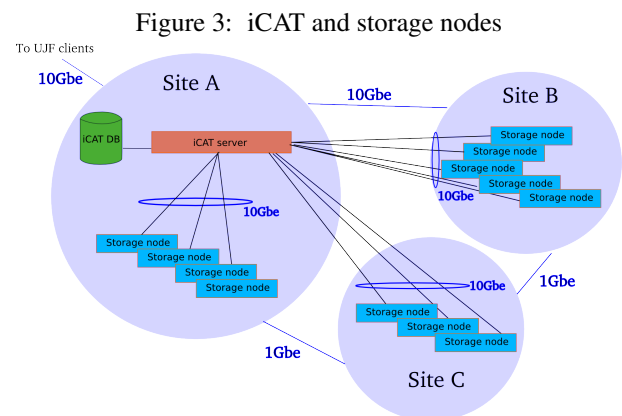 Figure 3: iCAT and storage nodes
To UJF clients
10Gbe
Site A
10Gbe
Site B
iCAT DB
iCAT server
Storage node
Storage node
Storage node
Storage node
Storage node
10Gbe
10Gbe
Storage node
Storage node
Storage node
Storage node
10Gbe
1Gbe
Storage node
Storage node
Storage node
1Gbe
Site C